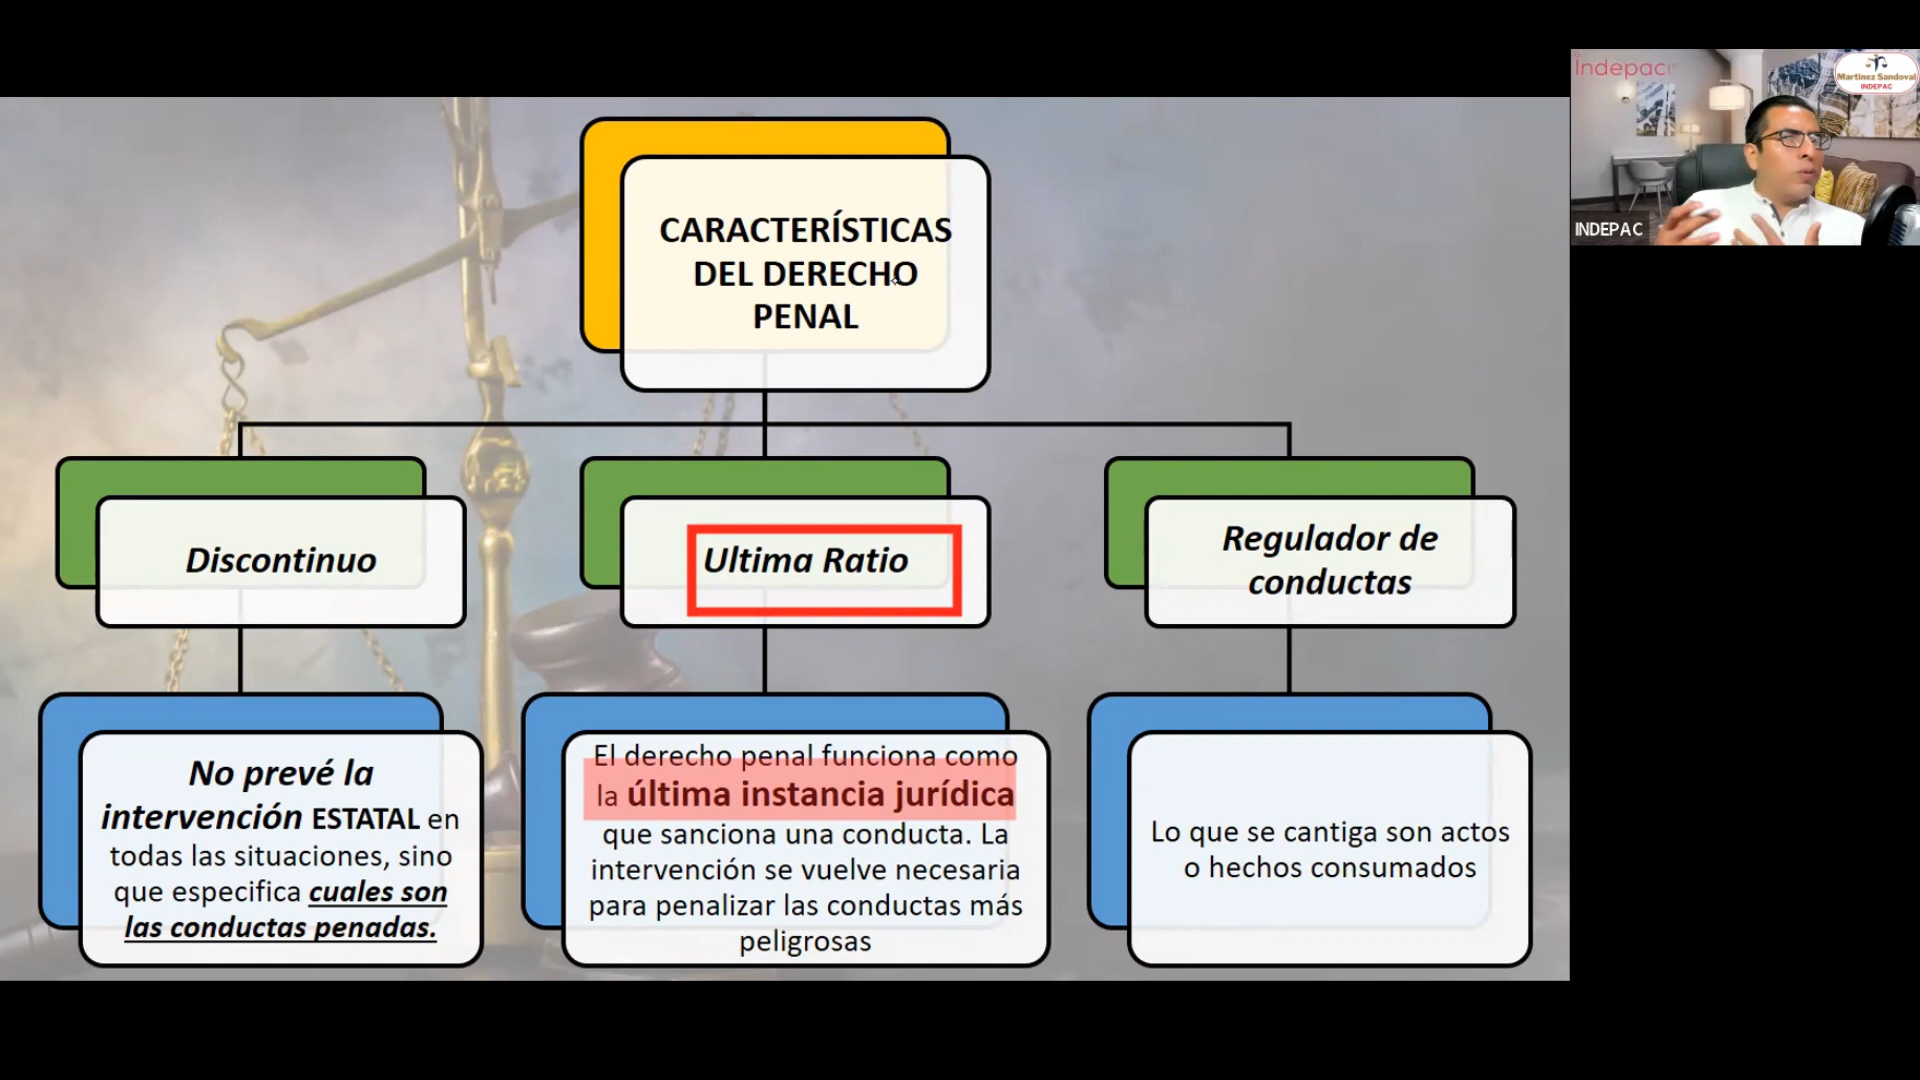 CARACTERÍSTICAS
DEL DERECHO
PENAL
Discontinuo
Ultima Ratio
Regulador de
conductas
No prevé la
intervención ESTATAL en
todas las situaciones, sino
que especifica cuales son
las conductas penadas.
El derecho penal funciona como
la última instancia jurídica
que sanciona una conducta. La
intervención se vuelve necesaria
para penalizar las conductas más
peligrosas
Lo que se cantiga son actos
o hechos consumados
Indepac
Martinez Sandoval
INDEPAC
INDEPAC